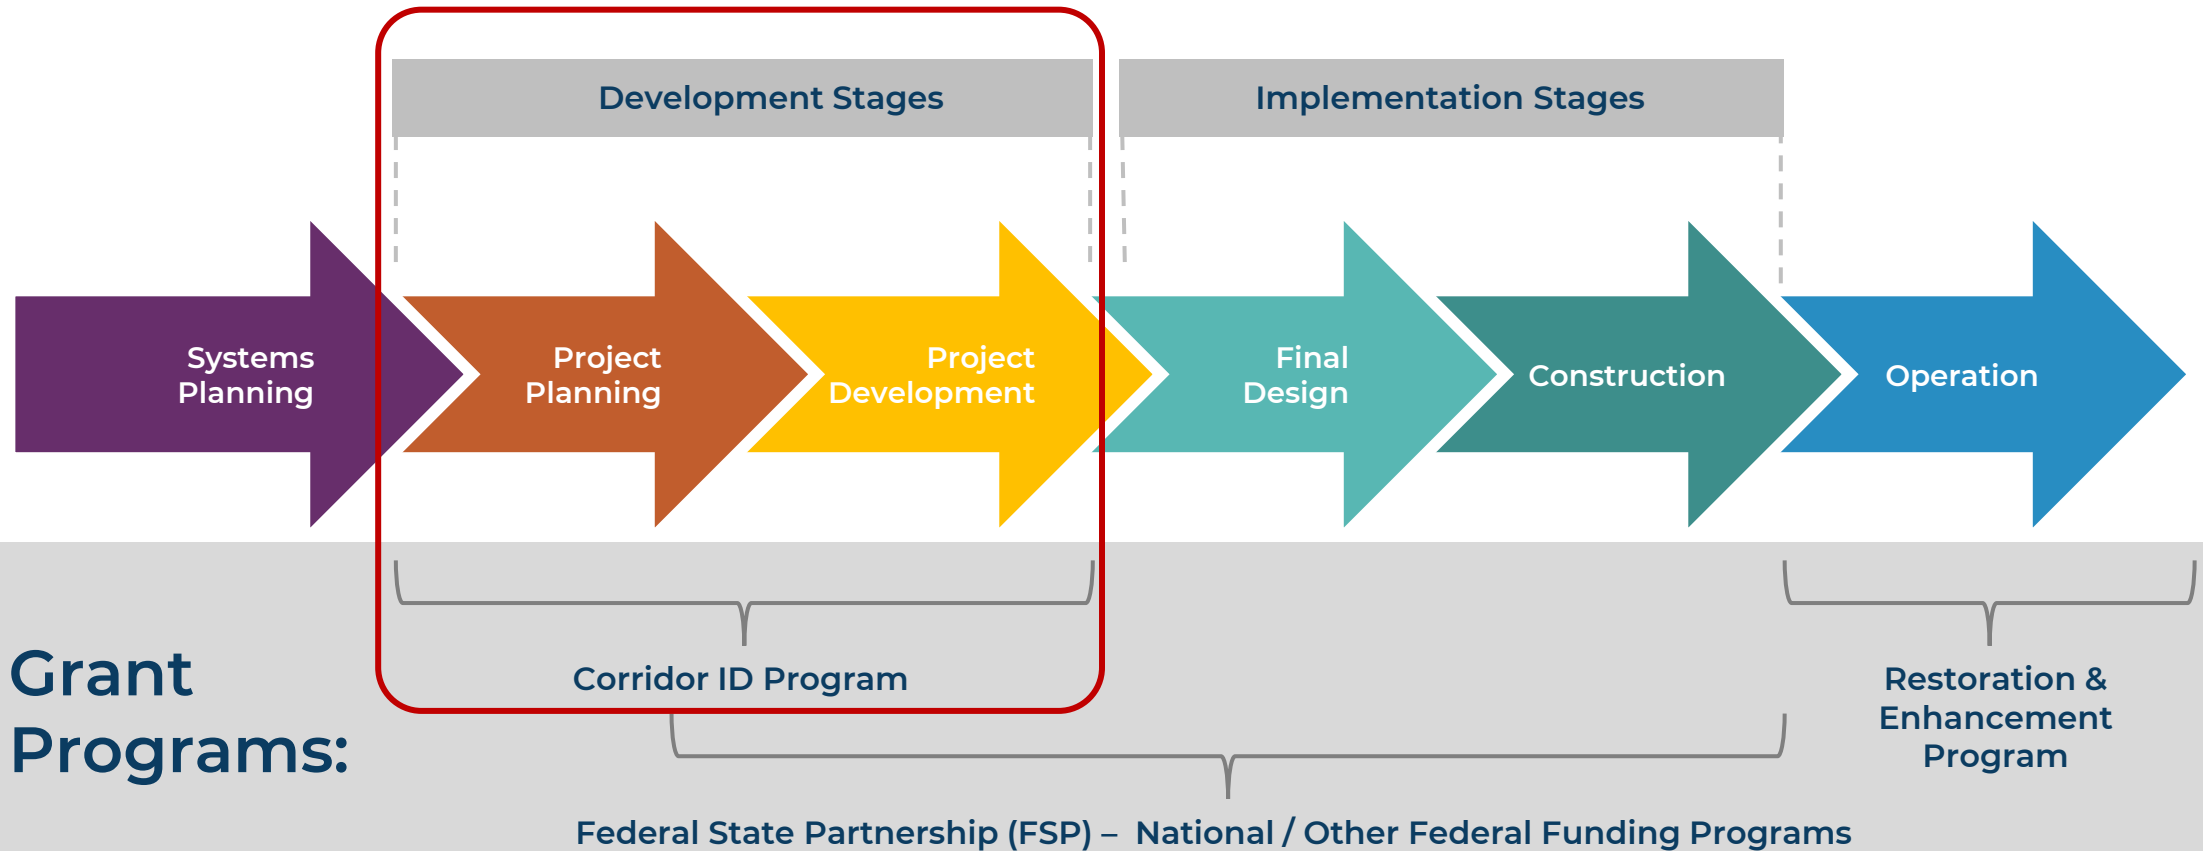 Development Stages
Implementation Stages
Systems
Planning
Project
Planning
Project
Development
Final
Design
Construction
Operation
Grant
Programs:
Corridor ID Program
Restoration &
Enhancement
Program
Federal State Partnership (FSP) – National / Other Federal Funding Programs